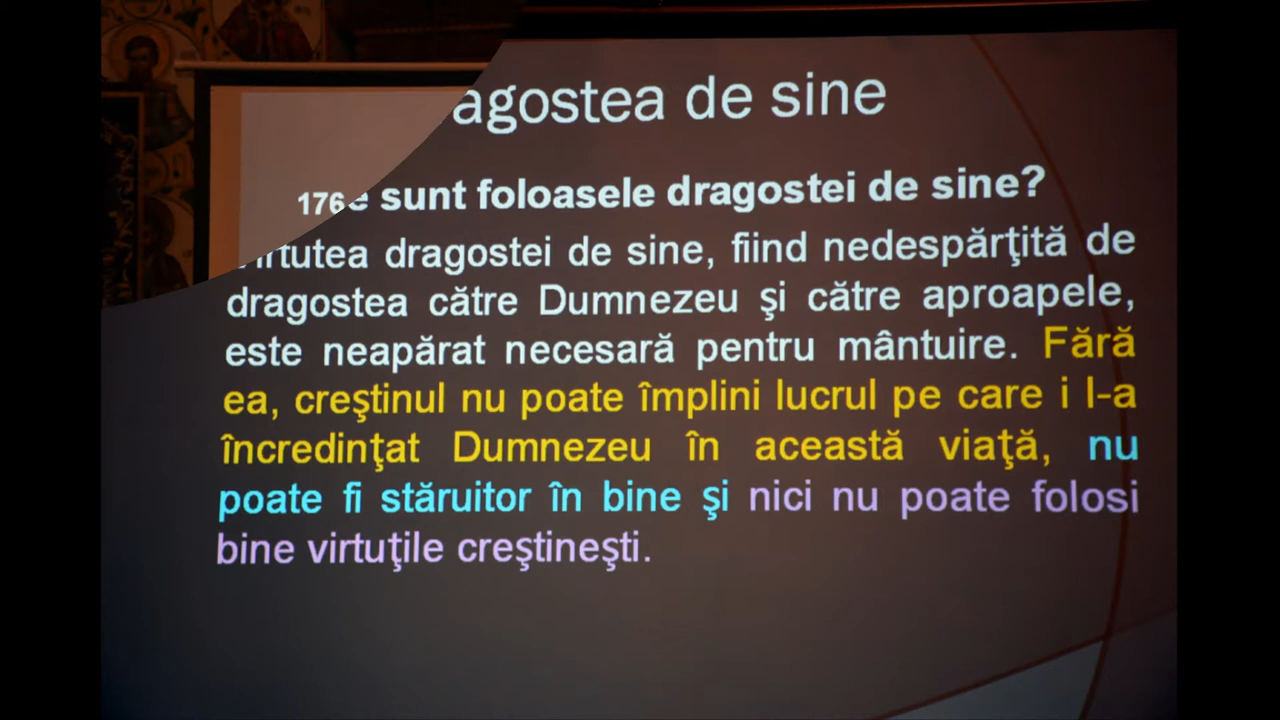 agostea de sine
176 sunt foloasele dragostei de sine?
dragostei de sine, fiind nedespărţită de
dragostea către Dumnezeu şi către aproapele,
este neapărat necesară pentru mântuire. Fără
ea, creştinul nu poate împlini lucrul pe care i l-a
încredinţat Dumnezeu în această viaţă, nu
poate fi stăruitor în bine şi nici nu poate folosi
bine virtuţile creştineşti.